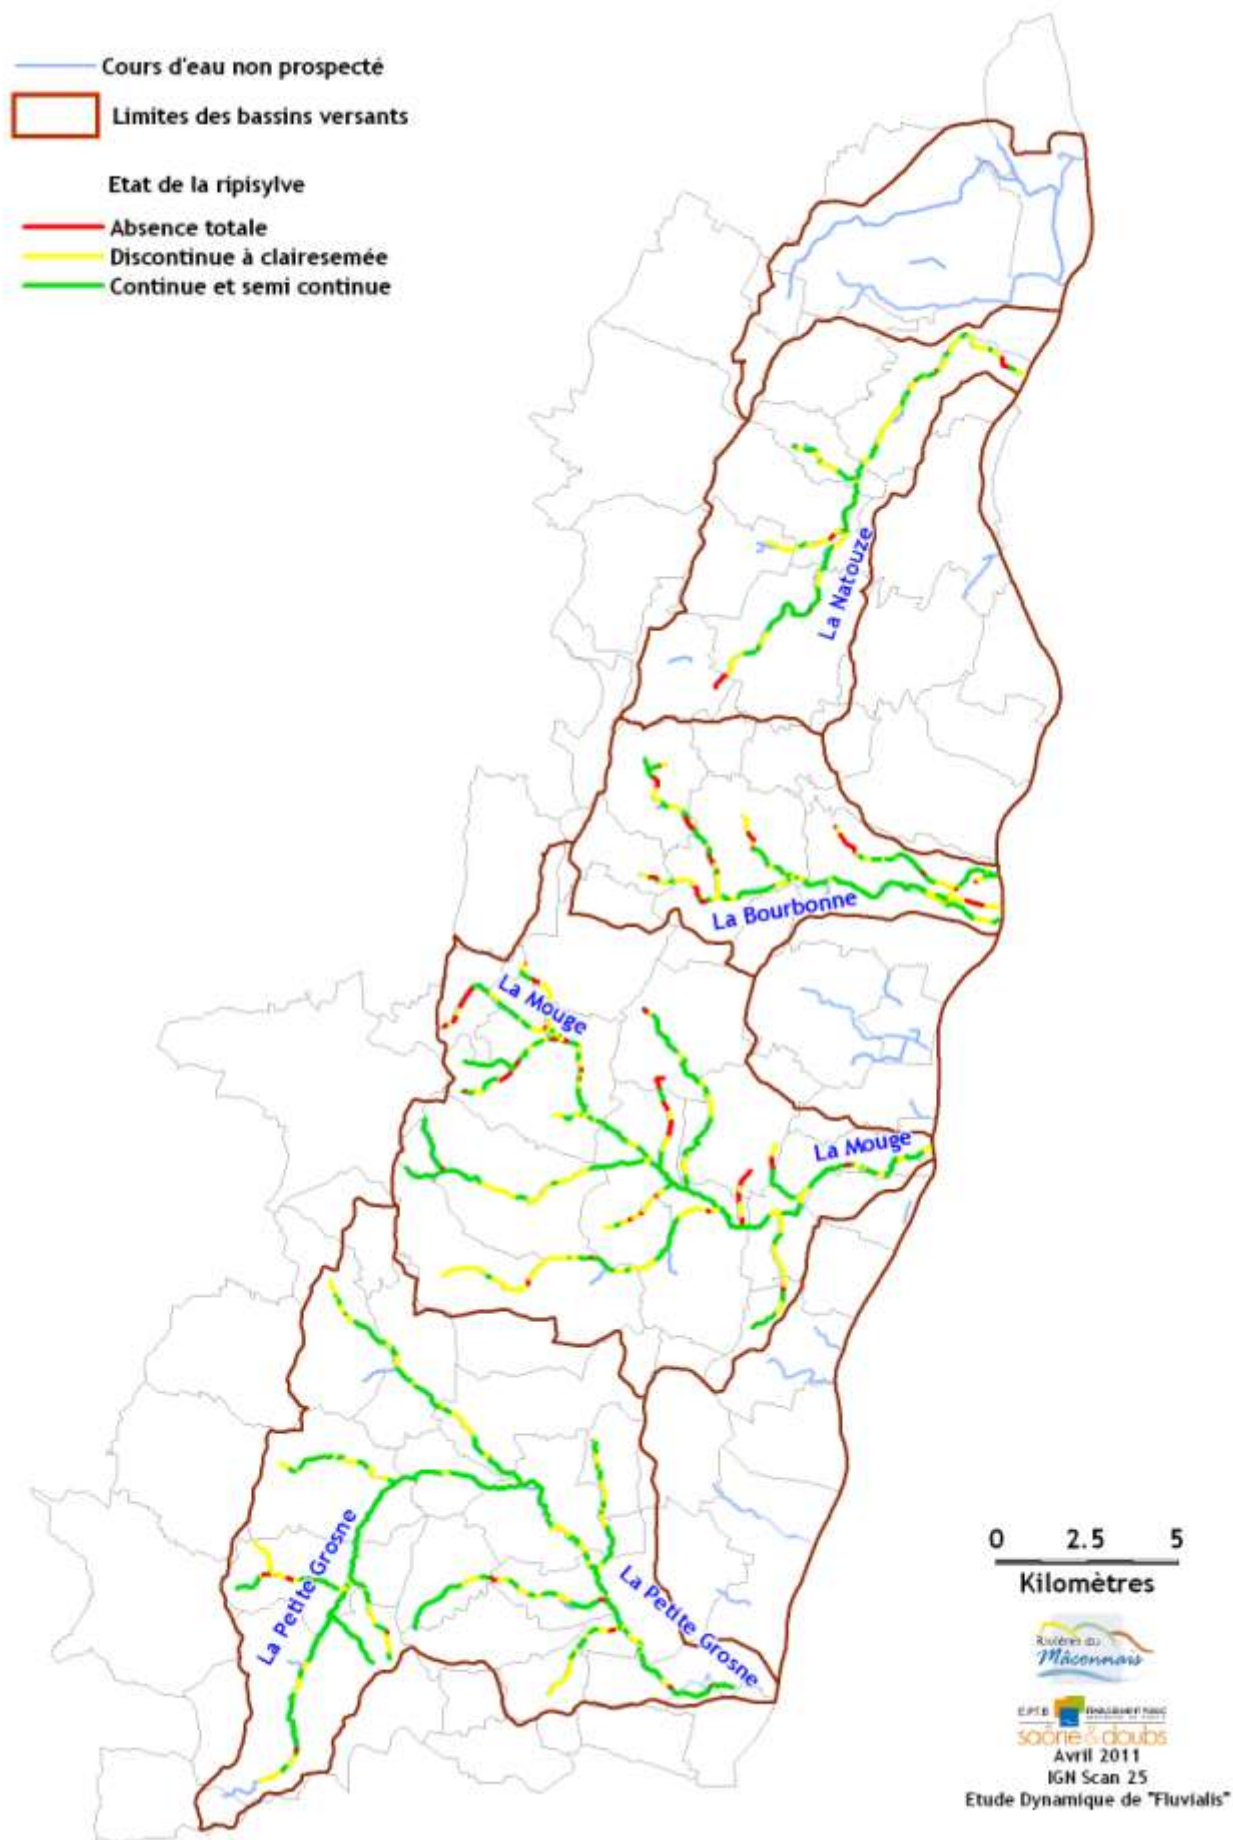 Cours d'eau non prospecté
Limites des bassins versants
Etat de la ripisylve
Absence totale
Discontinue à clairesemée
Continue et semi continue
La Natouze
La Bourbonne
La Mouge
La Mouge
La Petite Grosne
La Petite Grosne
0 2.5 5
Kilomètres
Rivières du
Mâconnais
E.P.T.B
saône & doubs
Avril 2011
IGN Scan 25
Etude Dynamique de "Fluvialis"